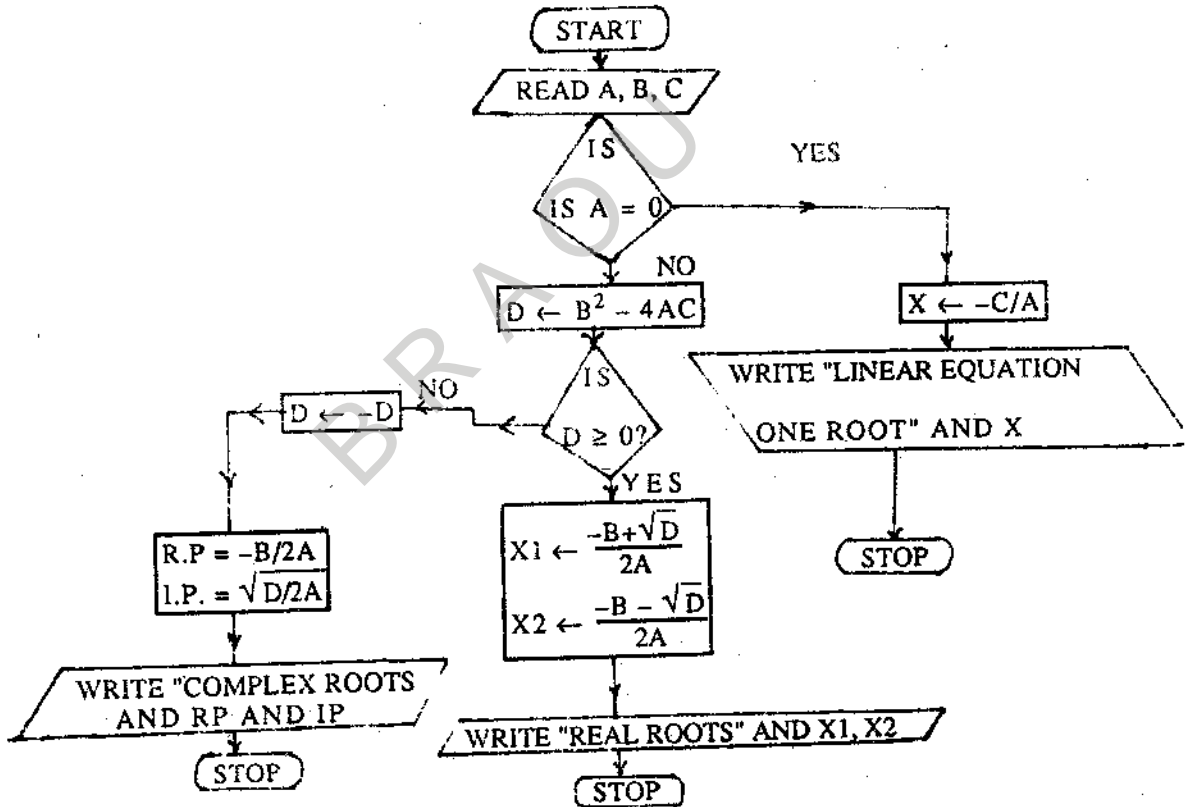 START
READ A, B, C
IS
YES
IS A = 0
NO
D ← B² – 4AC
X ← -C/A
IS
WRITE "LINEAR EQUATION
NO
D ← –D
D ≥ 0?
ONE ROOT" AND X
YES
R.P = -B/2A
I.P. = √D/2A
X1 ← -B+√D / 2A
STOP
X2 ← -B – √D / 2A
WRITE "COMPLEX ROOTS
AND RP AND IP
WRITE "REAL ROOTS" AND X1, X2
STOP
STOP
BRAOU